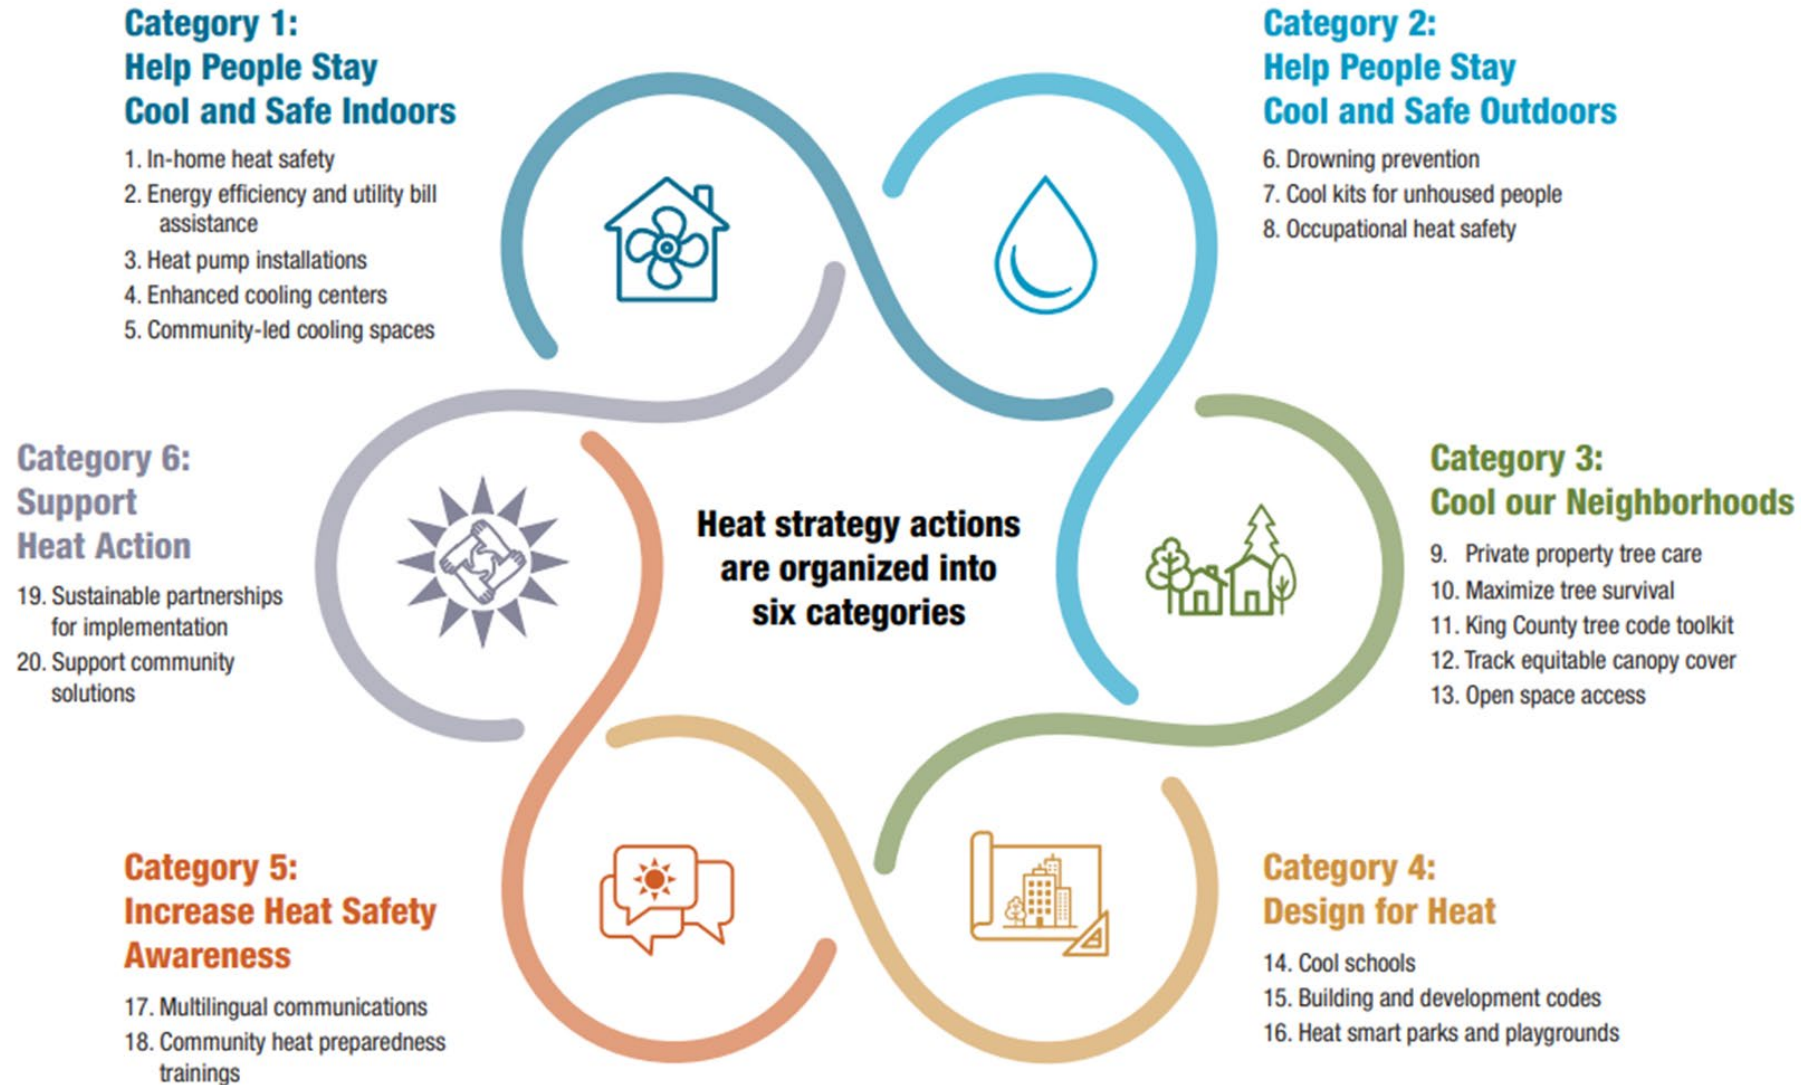 Category 1:
Help People Stay
Cool and Safe Indoors
1. In-home heat safety
2. Energy efficiency and utility bill
assistance
3. Heat pump installations
4. Enhanced cooling centers
5. Community-led cooling spaces
Category 2:
Help People Stay
Cool and Safe Outdoors
6. Drowning prevention
7. Cool kits for unhoused people
8. Occupational heat safety
Heat strategy actions
are organized into
six categories
Category 3:
Cool our Neighborhoods
9. Private property tree care
10. Maximize tree survival
11. King County tree code toolkit
12. Track equitable canopy cover
13. Open space access
Category 4:
Design for Heat
14. Cool schools
15. Building and development codes
16. Heat smart parks and playgrounds
Category 5:
Increase Heat Safety
Awareness
17. Multilingual communications
18. Community heat preparedness
trainings
Category 6:
Support
Heat Action
19. Sustainable partnerships
for implementation
20. Support community
solutions